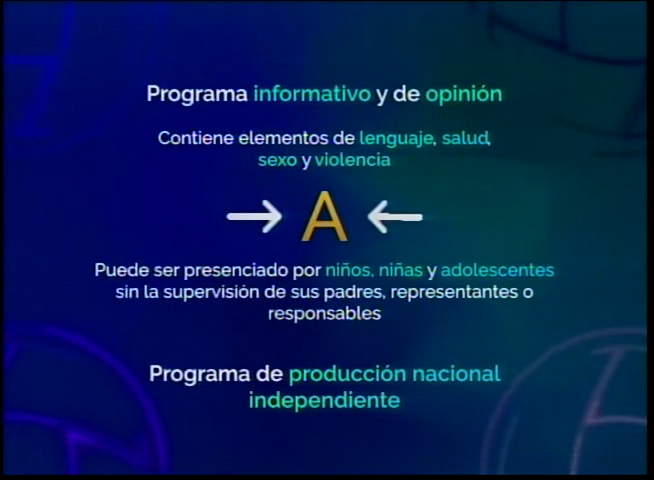 Programa informativo y de opinión
Contiene elementos de lenguaje, salud,
sexo y violencia
→ A ←
Puede ser presenciado por niños, niñas y adolescentes
sin la supervisión de sus padres, representantes o
responsables
Programa de producción nacional
independiente